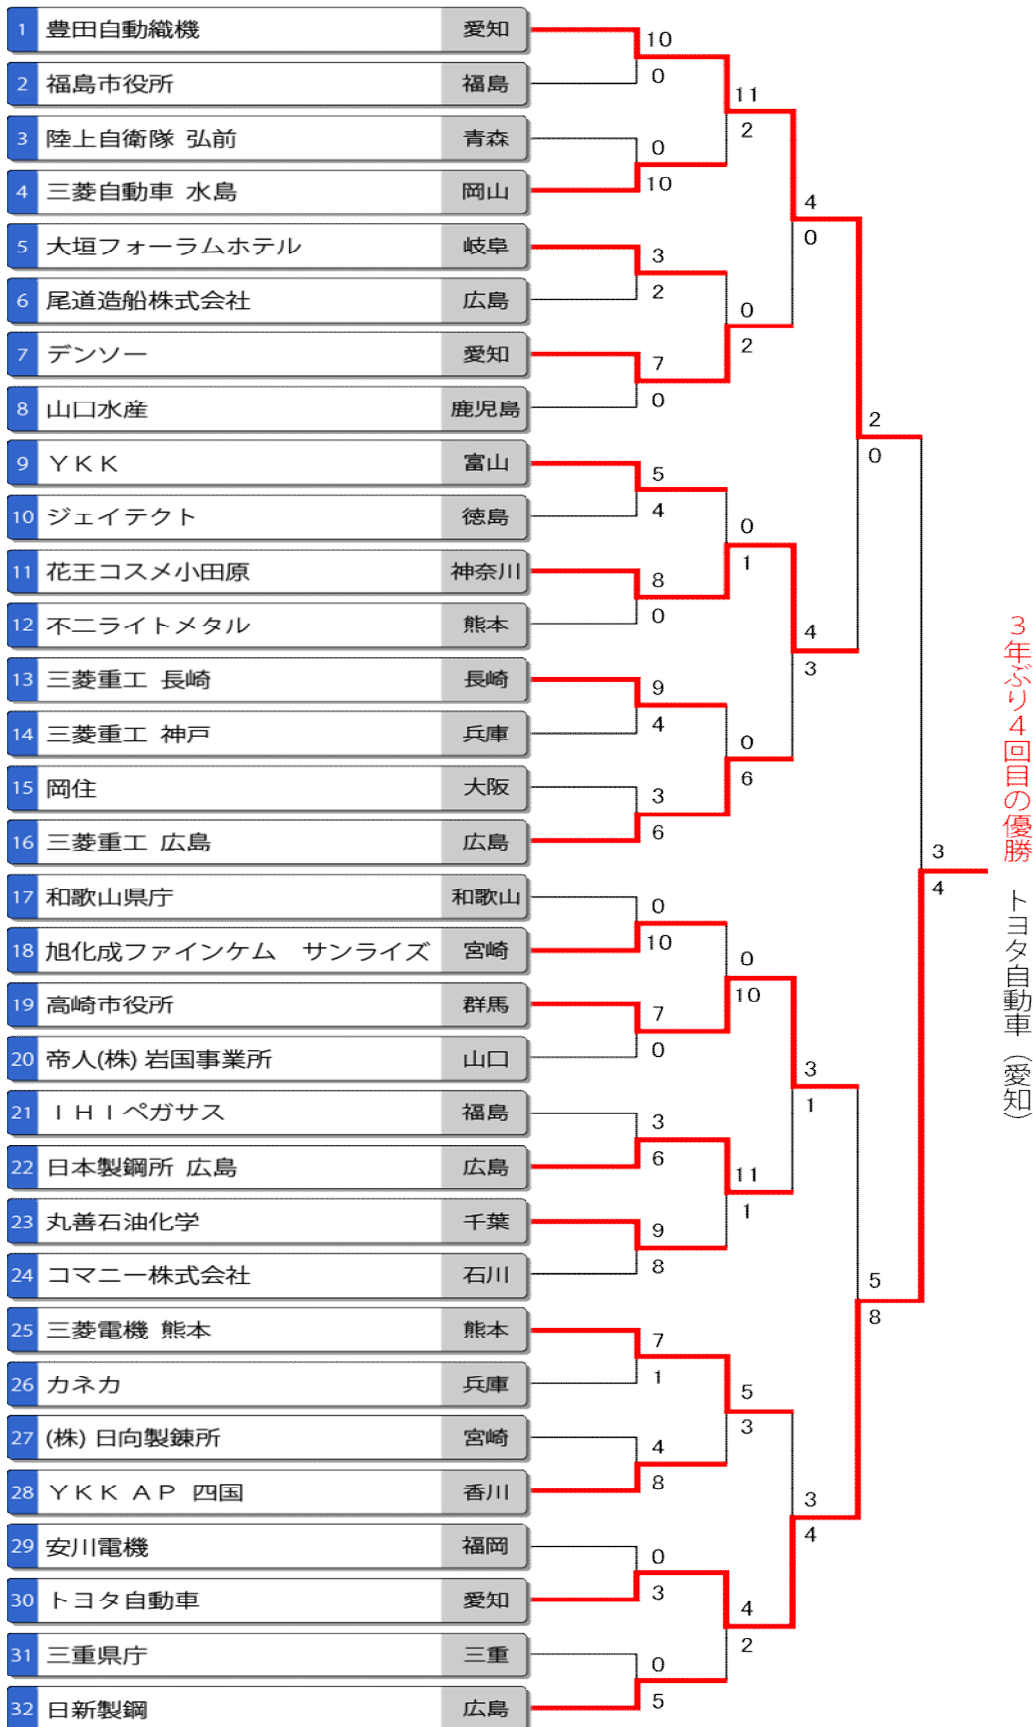 1 豊田自動織機 愛知
2 福島市役所 福島
3 陸上自衛隊 弘前 青森
4 三菱自動車 水島 岡山
5 大垣フォーラムホテル 岐阜
6 尾道造船株式会社 広島
7 デンソー 愛知
8 山口水産 鹿児島
9 ＹＫＫ 富山
10 ジェイテクト 徳島
11 花王コスメ小田原 神奈川
12 不二ライトメタル 熊本
13 三菱重工 長崎 長崎
14 三菱重工 神戸 兵庫
15 岡住 大阪
16 三菱重工 広島 広島
17 和歌山県庁 和歌山
18 旭化成ファインケム　サンライズ 宮崎
19 高崎市役所 群馬
20 帝人(株) 岩国事業所 山口
21 ＩＨＩペガサス 福島
22 日本製鋼所 広島 広島
23 丸善石油化学 千葉
24 コマニー株式会社 石川
25 三菱電機 熊本 熊本
26 カネカ 兵庫
27 (株) 日向製錬所 宮崎
28 ＹＫＫ ＡＰ 四国 香川
29 安川電機 福岡
30 トヨタ自動車 愛知
31 三重県庁 三重
32 日新製鋼 広島
10
0
0
10
3
2
7
0
5
4
8
0
9
4
3
6
0
10
7
0
3
6
9
8
7
1
4
8
0
3
0
5
11
2
0
2
0
1
0
6
0
10
11
1
5
3
4
2
4
0
4
3
3
1
3
4
2
0
5
8
3
4
３年ぶり４回目の優勝　トヨタ自動車（愛知）